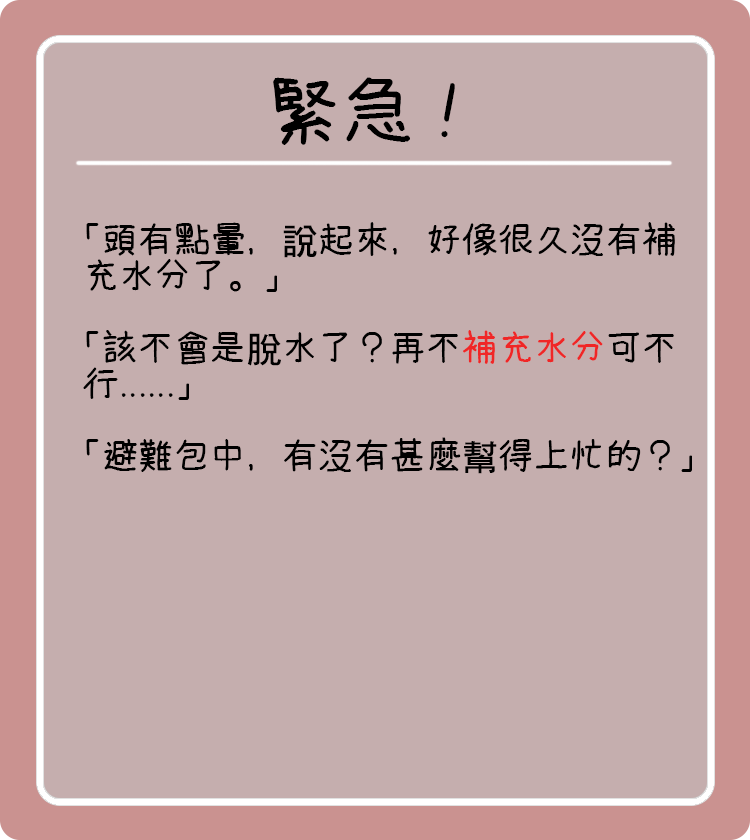 緊急！
「頭有點暈，說起來，好像很久沒有補
充水分了。」
「該不會是脫水了？再不補充水分可不
行……」
「避難包中，有沒有甚麼幫得上忙的？」